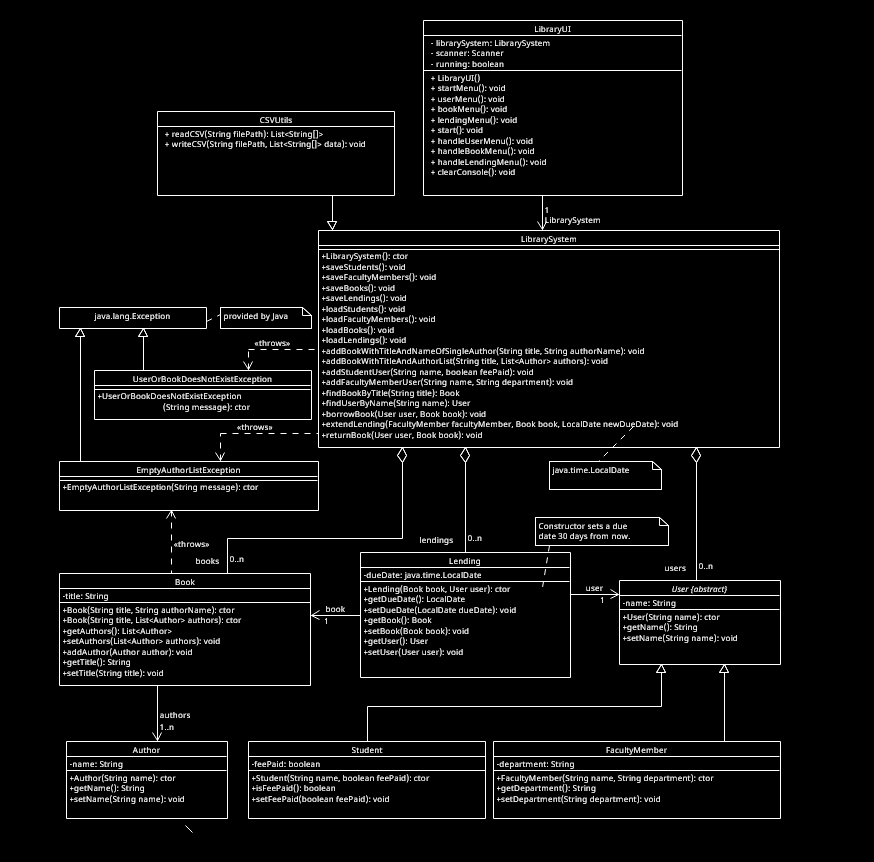 LibraryUI
- librarySystem: LibrarySystem
- scanner: Scanner
- running: boolean
+ LibraryUI()
+ startMenu(): void
+ userMenu(): void
+ bookMenu(): void
+ lendingMenu(): void
+ start(): void
+ handleUserMenu(): void
+ handleBookMenu(): void
+ handleLendingMenu(): void
+ clearConsole(): void
CSVUtils
+ readCSV(String filePath): List<String[]>
+ writeCSV(String filePath, List<String[]> data): void
1
LibrarySystem
LibrarySystem
+LibrarySystem(): ctor
+saveStudents(): void
+saveFacultyMembers(): void
+saveBooks(): void
+saveLendings(): void
+loadStudents(): void
+loadFacultyMembers(): void
+loadBooks(): void
+loadLendings(): void
+addBookWithTitleAndNameOfSingleAuthor(String title, String authorName): void
+addBookWithTitleAndAuthorList(String title, List<Author> authors): void
+addStudentUser(String name, boolean feePaid): void
+addFacultyMemberUser(String name, String department): void
+findBookByTitle(String title): Book
+findUserByName(String name): User
+borrowBook(User user, Book book): void
+extendLending(FacultyMember facultyMember, Book book, LocalDate newDueDate): void
+returnBook(User user, Book book): void
java.lang.Exception
provided by Java
«throws»
UserOrBookDoesNotExistException
+UserOrBookDoesNotExistException
(String message): ctor
«throws»
EmptyAuthorListException
+EmptyAuthorListException(String message): ctor
java.time.LocalDate
Constructor sets a due
date 30 days from now.
«throws»
books
0..n
lendings
0..n
users
0..n
Book
-title: String
+Book(String title, String authorName): ctor
+Book(String title, List<Author> authors): ctor
+getAuthors(): List<Author>
+setAuthors(List<Author> authors): void
+addAuthor(Author author): void
+getTitle(): String
+setTitle(String title): void
book
1
Lending
-dueDate: java.time.LocalDate
+Lending(Book book, User user): ctor
+getDueDate(): LocalDate
+setDueDate(LocalDate dueDate): void
+getBook(): Book
+setBook(Book book): void
+getUser(): User
+setUser(User user): void
user
1
User {abstract}
-name: String
+User(String name): ctor
+getName(): String
+setName(String name): void
authors
1..n
Author
-name: String
+Author(String name): ctor
+getName(): String
+setName(String name): void
Student
-feePaid: boolean
+Student(String name, boolean feePaid): ctor
+isFeePaid(): boolean
+setFeePaid(boolean feePaid): void
FacultyMember
-department: String
+FacultyMember(String name, String department): ctor
+getDepartment(): String
+setDepartment(String department): void